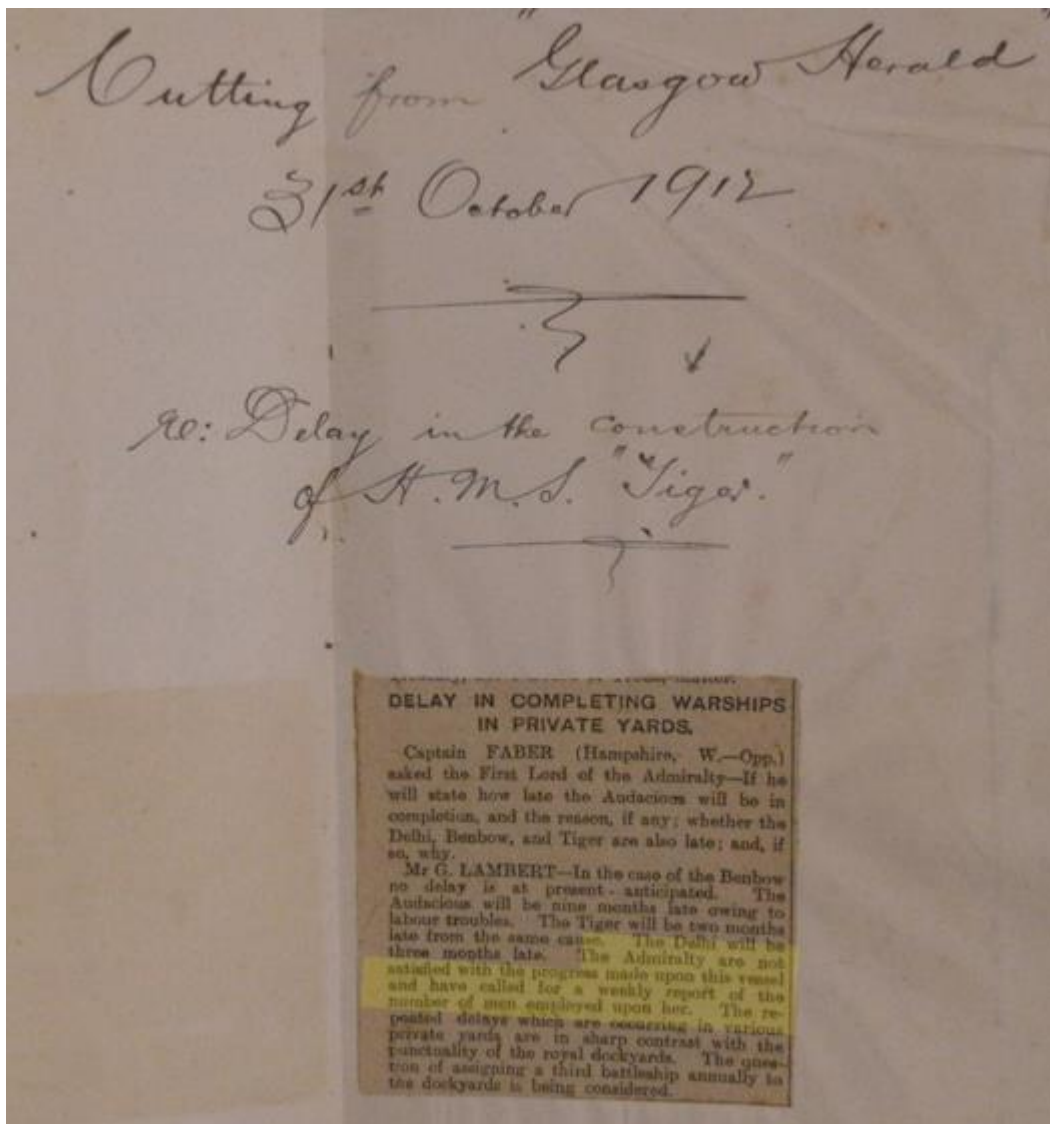 Cutting from "Glasgow Herald"
31st October 1912
re: Delay in the construction
of H.M.S. "Tiger."
DELAY IN COMPLETING WARSHIPS
IN PRIVATE YARDS.
Captain FABER (Hampshire, W.—Opp.)
asked the First Lord of the Admiralty—If he
will state how late the Audacious will be in
completion, and the reason, if any; whether the
Delhi, Benbow, and Tiger are also late; and, if
so, why.
Mr G. LAMBERT—In the case of the Benbow
no delay is at present anticipated. The
Audacious will be nine months late owing to
labour troubles. The Tiger will be two months
late from the same cause. The Delhi will be
three months late. The Admiralty are not
satisfied with the progress made upon this vessel
and have called for a weekly report of the
number of men employed upon her. The re-
peated delays which are occurring in various
private yards are in sharp contrast with the
punctuality of the royal dockyards. The ques-
tion of assigning a third battleship annually to
the dockyards is being considered.